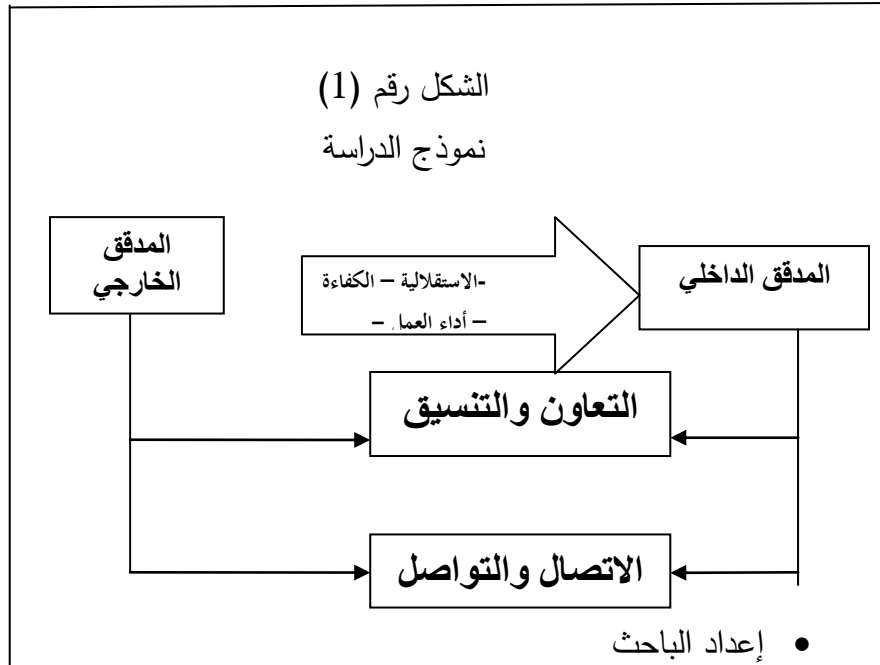 الشكل رقم (1)
نموذج الدراسة
المدقق الداخلي
-الاستقلالية – الكفاءة
– أداء العمل –
المدقق
الخارجي
التعاون والتنسيق
الاتصال والتواصل
• إعداد الباحث